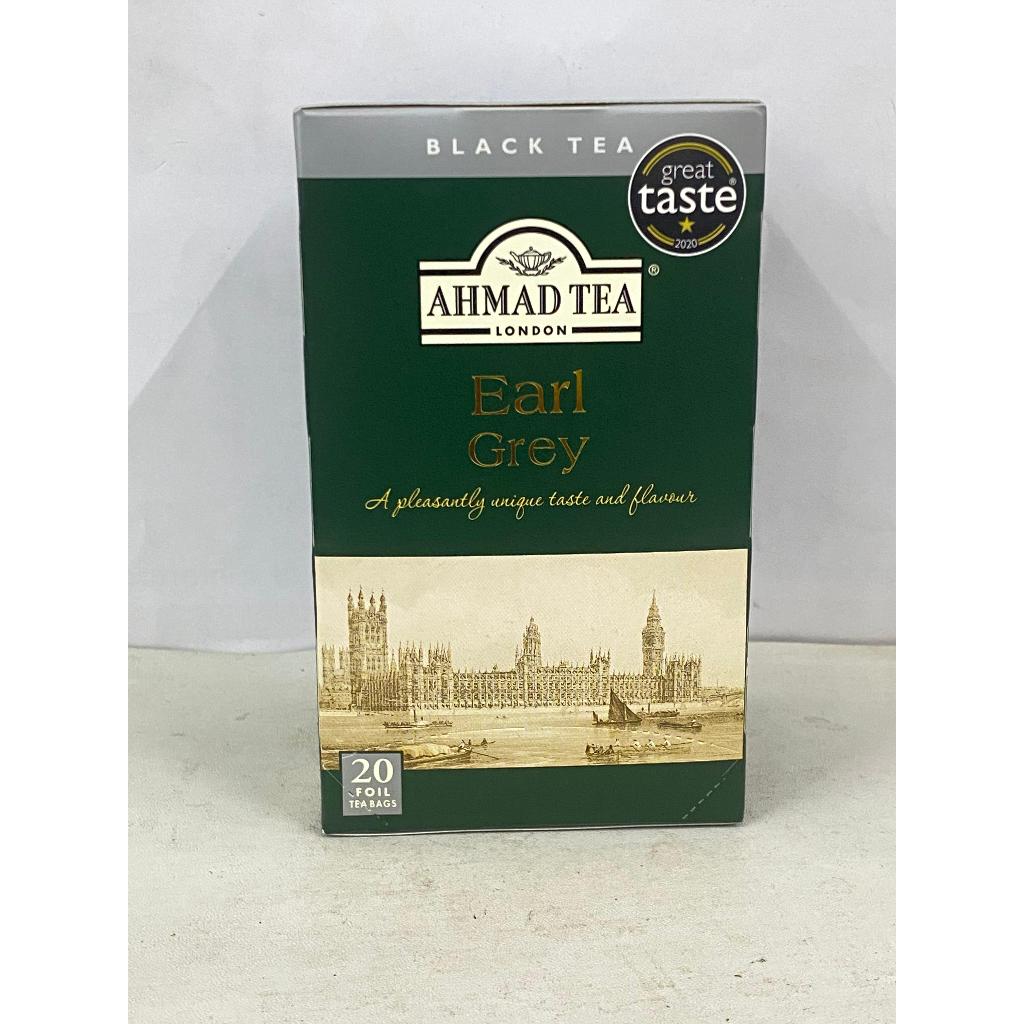 BLACK TEA
great
taste®
2020
AHMAD TEA®
LONDON
Earl
Grey
A pleasantly unique taste and flavour
20
FOIL
TEA BAGS